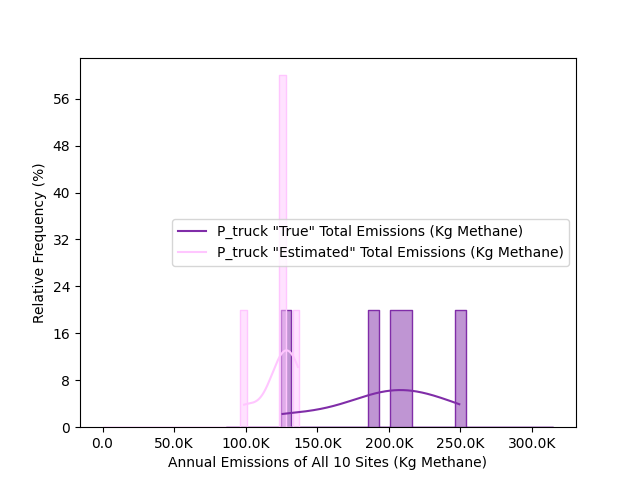 56
48
40
32
24
16
8
0
Relative Frequency (%)
P_truck "True" Total Emissions (Kg Methane)
P_truck "Estimated" Total Emissions (Kg Methane)
0.0 50.0K 100.0K 150.0K 200.0K 250.0K 300.0K
Annual Emissions of All 10 Sites (Kg Methane)